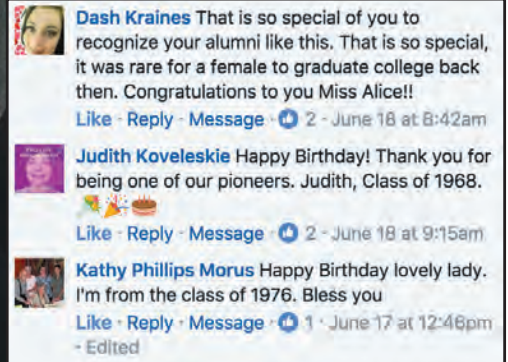 Dash Kraines That is so special of you to
recognize your alumni like this. That is so special,
it was rare for a female to graduate college back
then. Congratulations to you Miss Alice!!
Like · Reply · Message · 2 · June 18 at 8:42am
Judith Koveleskie Happy Birthday! Thank you for
being one of our pioneers. Judith, Class of 1968.
🎉🎂
Like · Reply · Message · 2 · June 18 at 9:15am
Kathy Phillips Morus Happy Birthday lovely lady.
I'm from the class of 1976. Bless you
Like · Reply · Message · 1 · June 17 at 12:46pm
· Edited